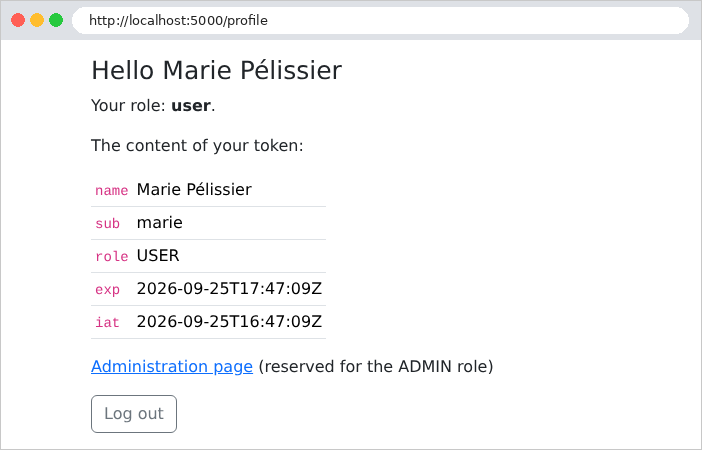 http://localhost:5000/profile
Hello Marie Pélissier
Your role: user.
The content of your token:
name Marie Pélissier
sub marie
role USER
exp 2026-09-25T17:47:09Z
iat 2026-09-25T16:47:09Z
Administration page (reserved for the ADMIN role)
Log out